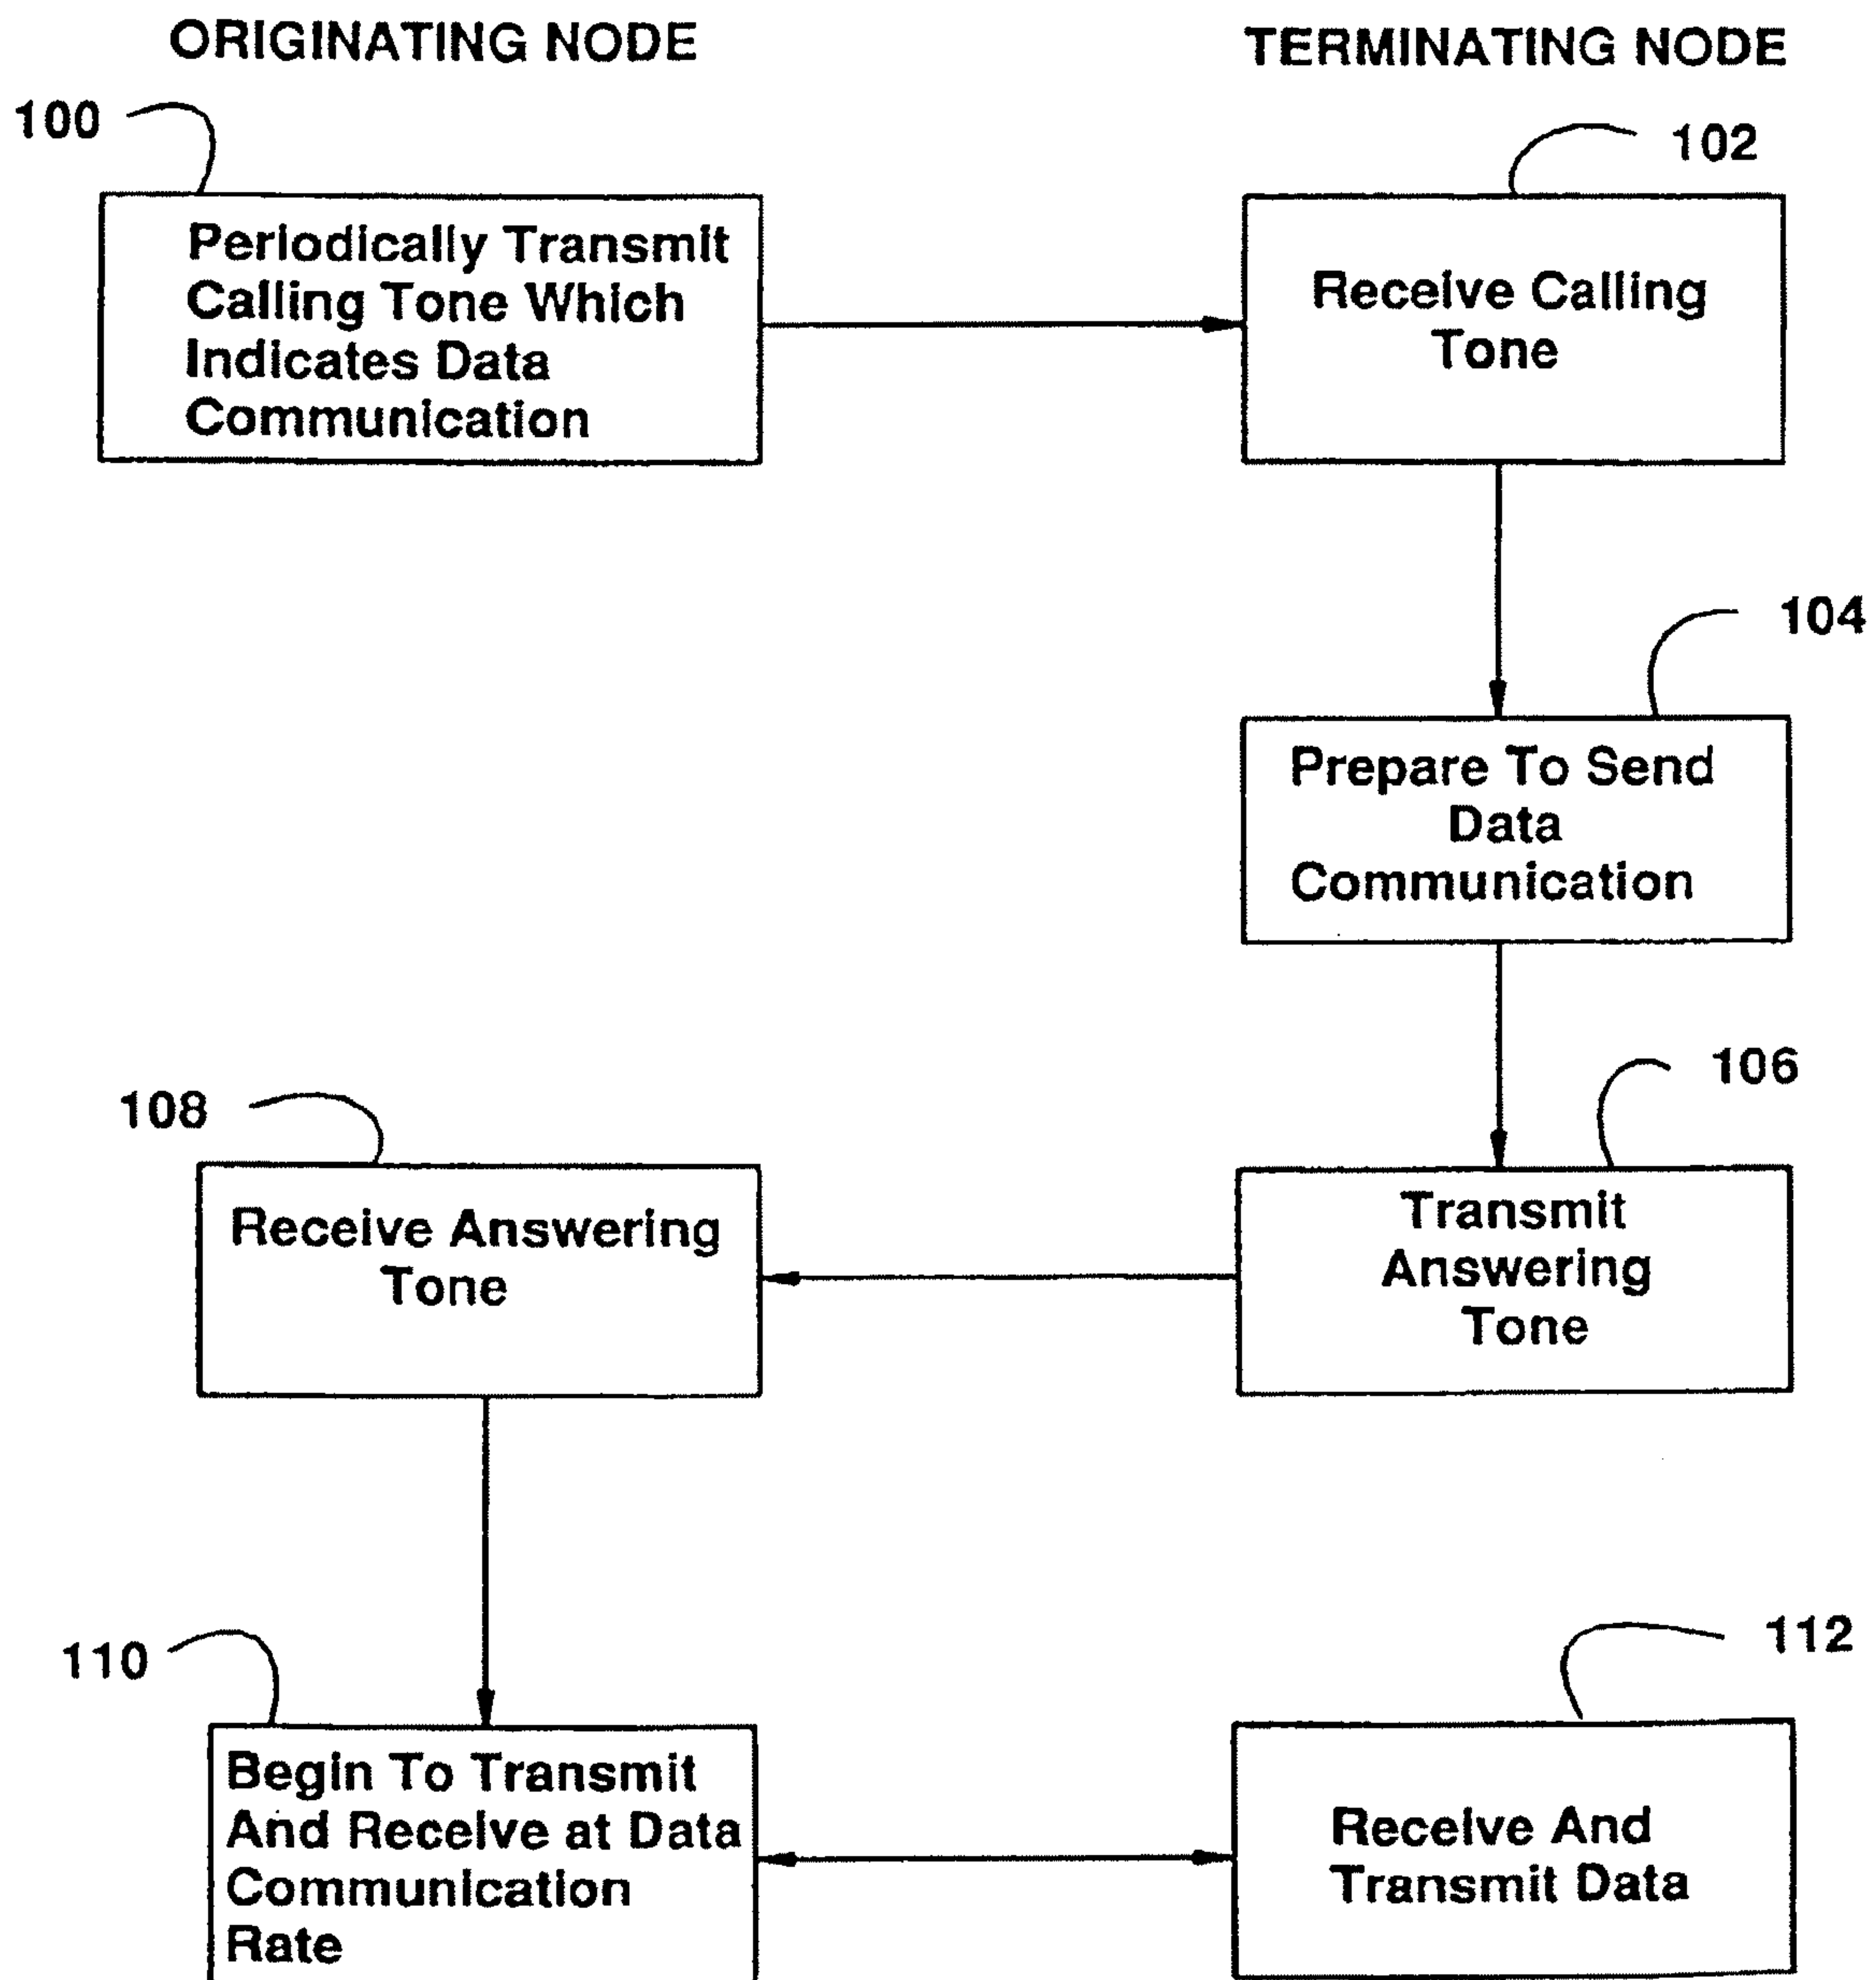 ORIGINATING NODE
TERMINATING NODE
100
102
Periodically Transmit
Calling Tone Which
Indicates Data
Communication
Receive Calling
Tone
104
Prepare To Send
Data
Communication
106
108
Transmit
Answering
Tone
Receive Answering
Tone
110
112
Begin To Transmit
And Receive at Data
Communication
Rate
Receive And
Transmit Data